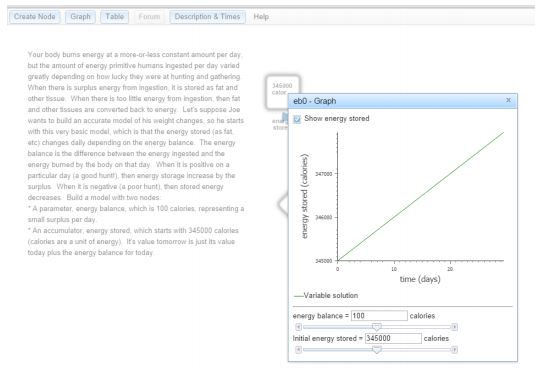 Create Node Graph Table Forum Description & Times Help
Your body burns energy at a more-or-less constant amount per day,
but the amount of energy primitive humans ingested per day varied
greatly depending on how lucky they were at hunting and gathering.
When there is surplus energy from ingestion, it is stored as fat and
other tissue. When there is too little energy from ingestion, then fat
and other tissues are converted back to energy. Let's suppose Joe
wants to build an accurate model of his weight changes, so he starts
with this very basic model, which is that the energy stored (as fat,
etc) changes daily depending on the energy balance. The energy
balance is the difference between the energy ingested and the
energy burned by the body on that day. When it is positive on a
particular day (a good hunt!), then energy storage increase by the
surplus. When it is negative (a poor hunt), then stored energy
decreases. Build a model with two nodes:
* A parameter, energy balance, which is 100 calories, representing a
small surplus per day.
* An accumulator, energy stored, which starts with 345000 calories
(calories are a unit of energy). It's value tomorrow is just its value
today plus the energy balance for today.
345000
calor
energ
store
eb0 - Graph x
Show energy stored
energy stored (calories)
347000
346000
345000
0 10 20
time (days)
Variable solution
energy balance = 100 calories
Initial energy stored = 345000 calories